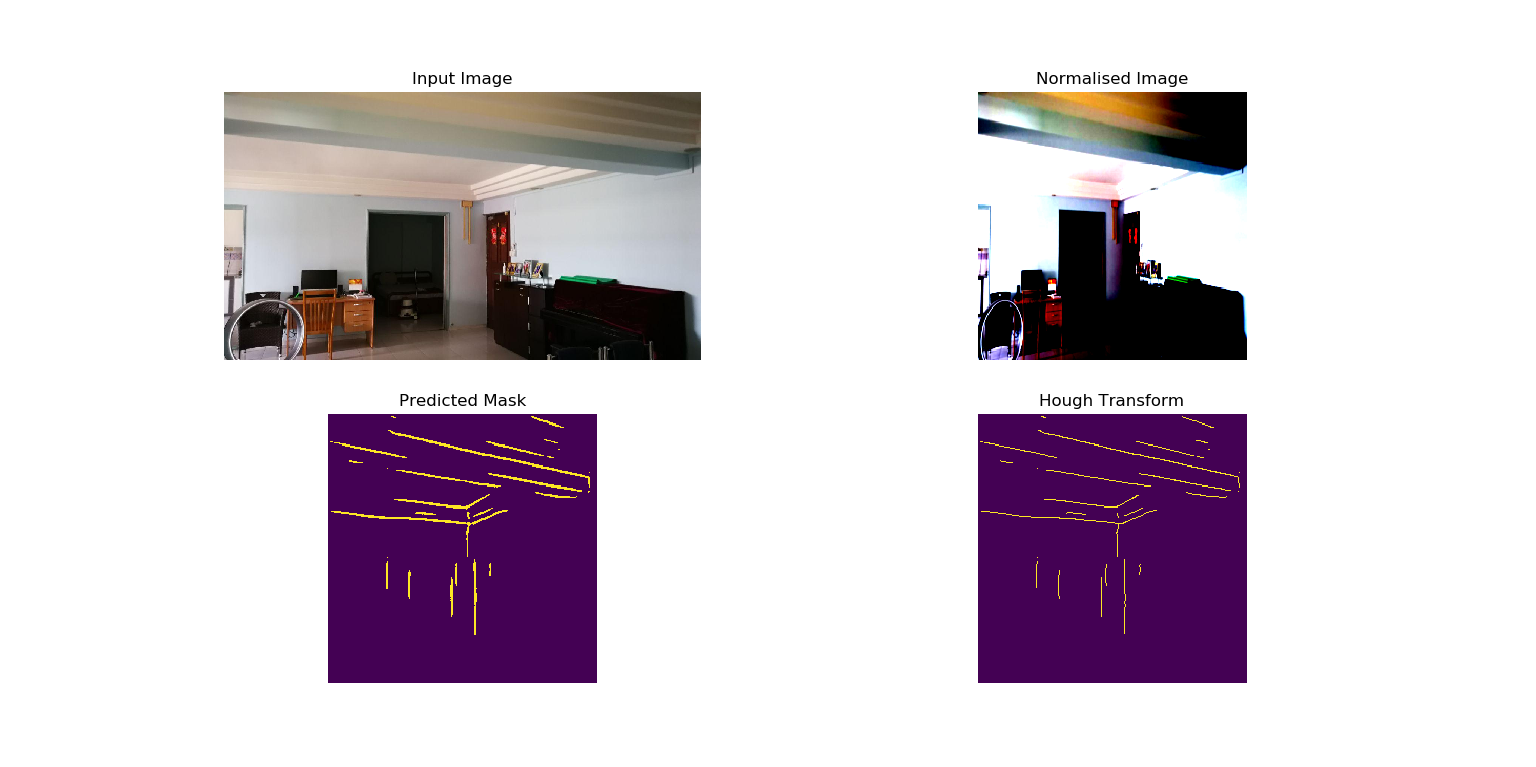 Input Image
Normalised Image
Predicted Mask
Hough Transform